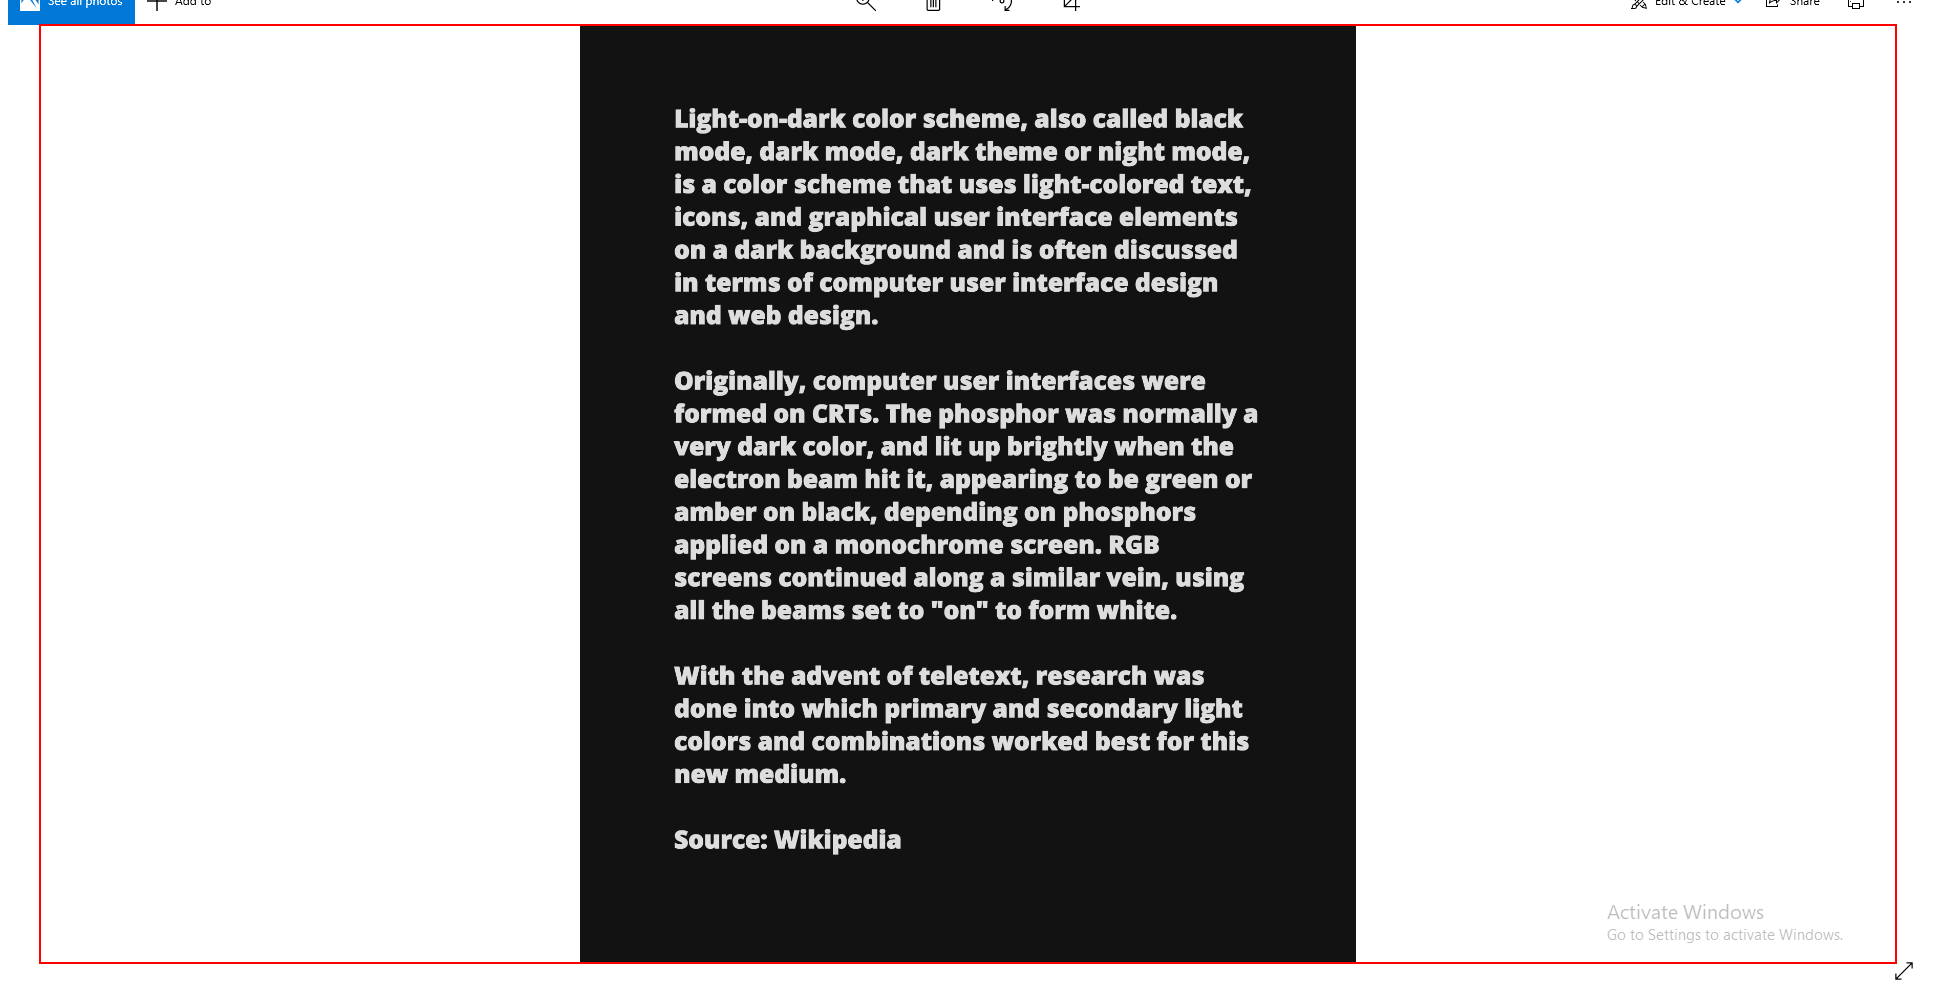 See all photos
Add to
Edit & Create
Share
Light-on-dark color scheme, also called black
mode, dark mode, dark theme or night mode,
is a color scheme that uses light-colored text,
icons, and graphical user interface elements
on a dark background and is often discussed
in terms of computer user interface design
and web design.
Originally, computer user interfaces were
formed on CRTs. The phosphor was normally a
very dark color, and lit up brightly when the
electron beam hit it, appearing to be green or
amber on black, depending on phosphors
applied on a monochrome screen. RGB
screens continued along a similar vein, using
all the beams set to "on" to form white.
With the advent of teletext, research was
done into which primary and secondary light
colors and combinations worked best for this
new medium.
Source: Wikipedia
Activate Windows
Go to Settings to activate Windows.